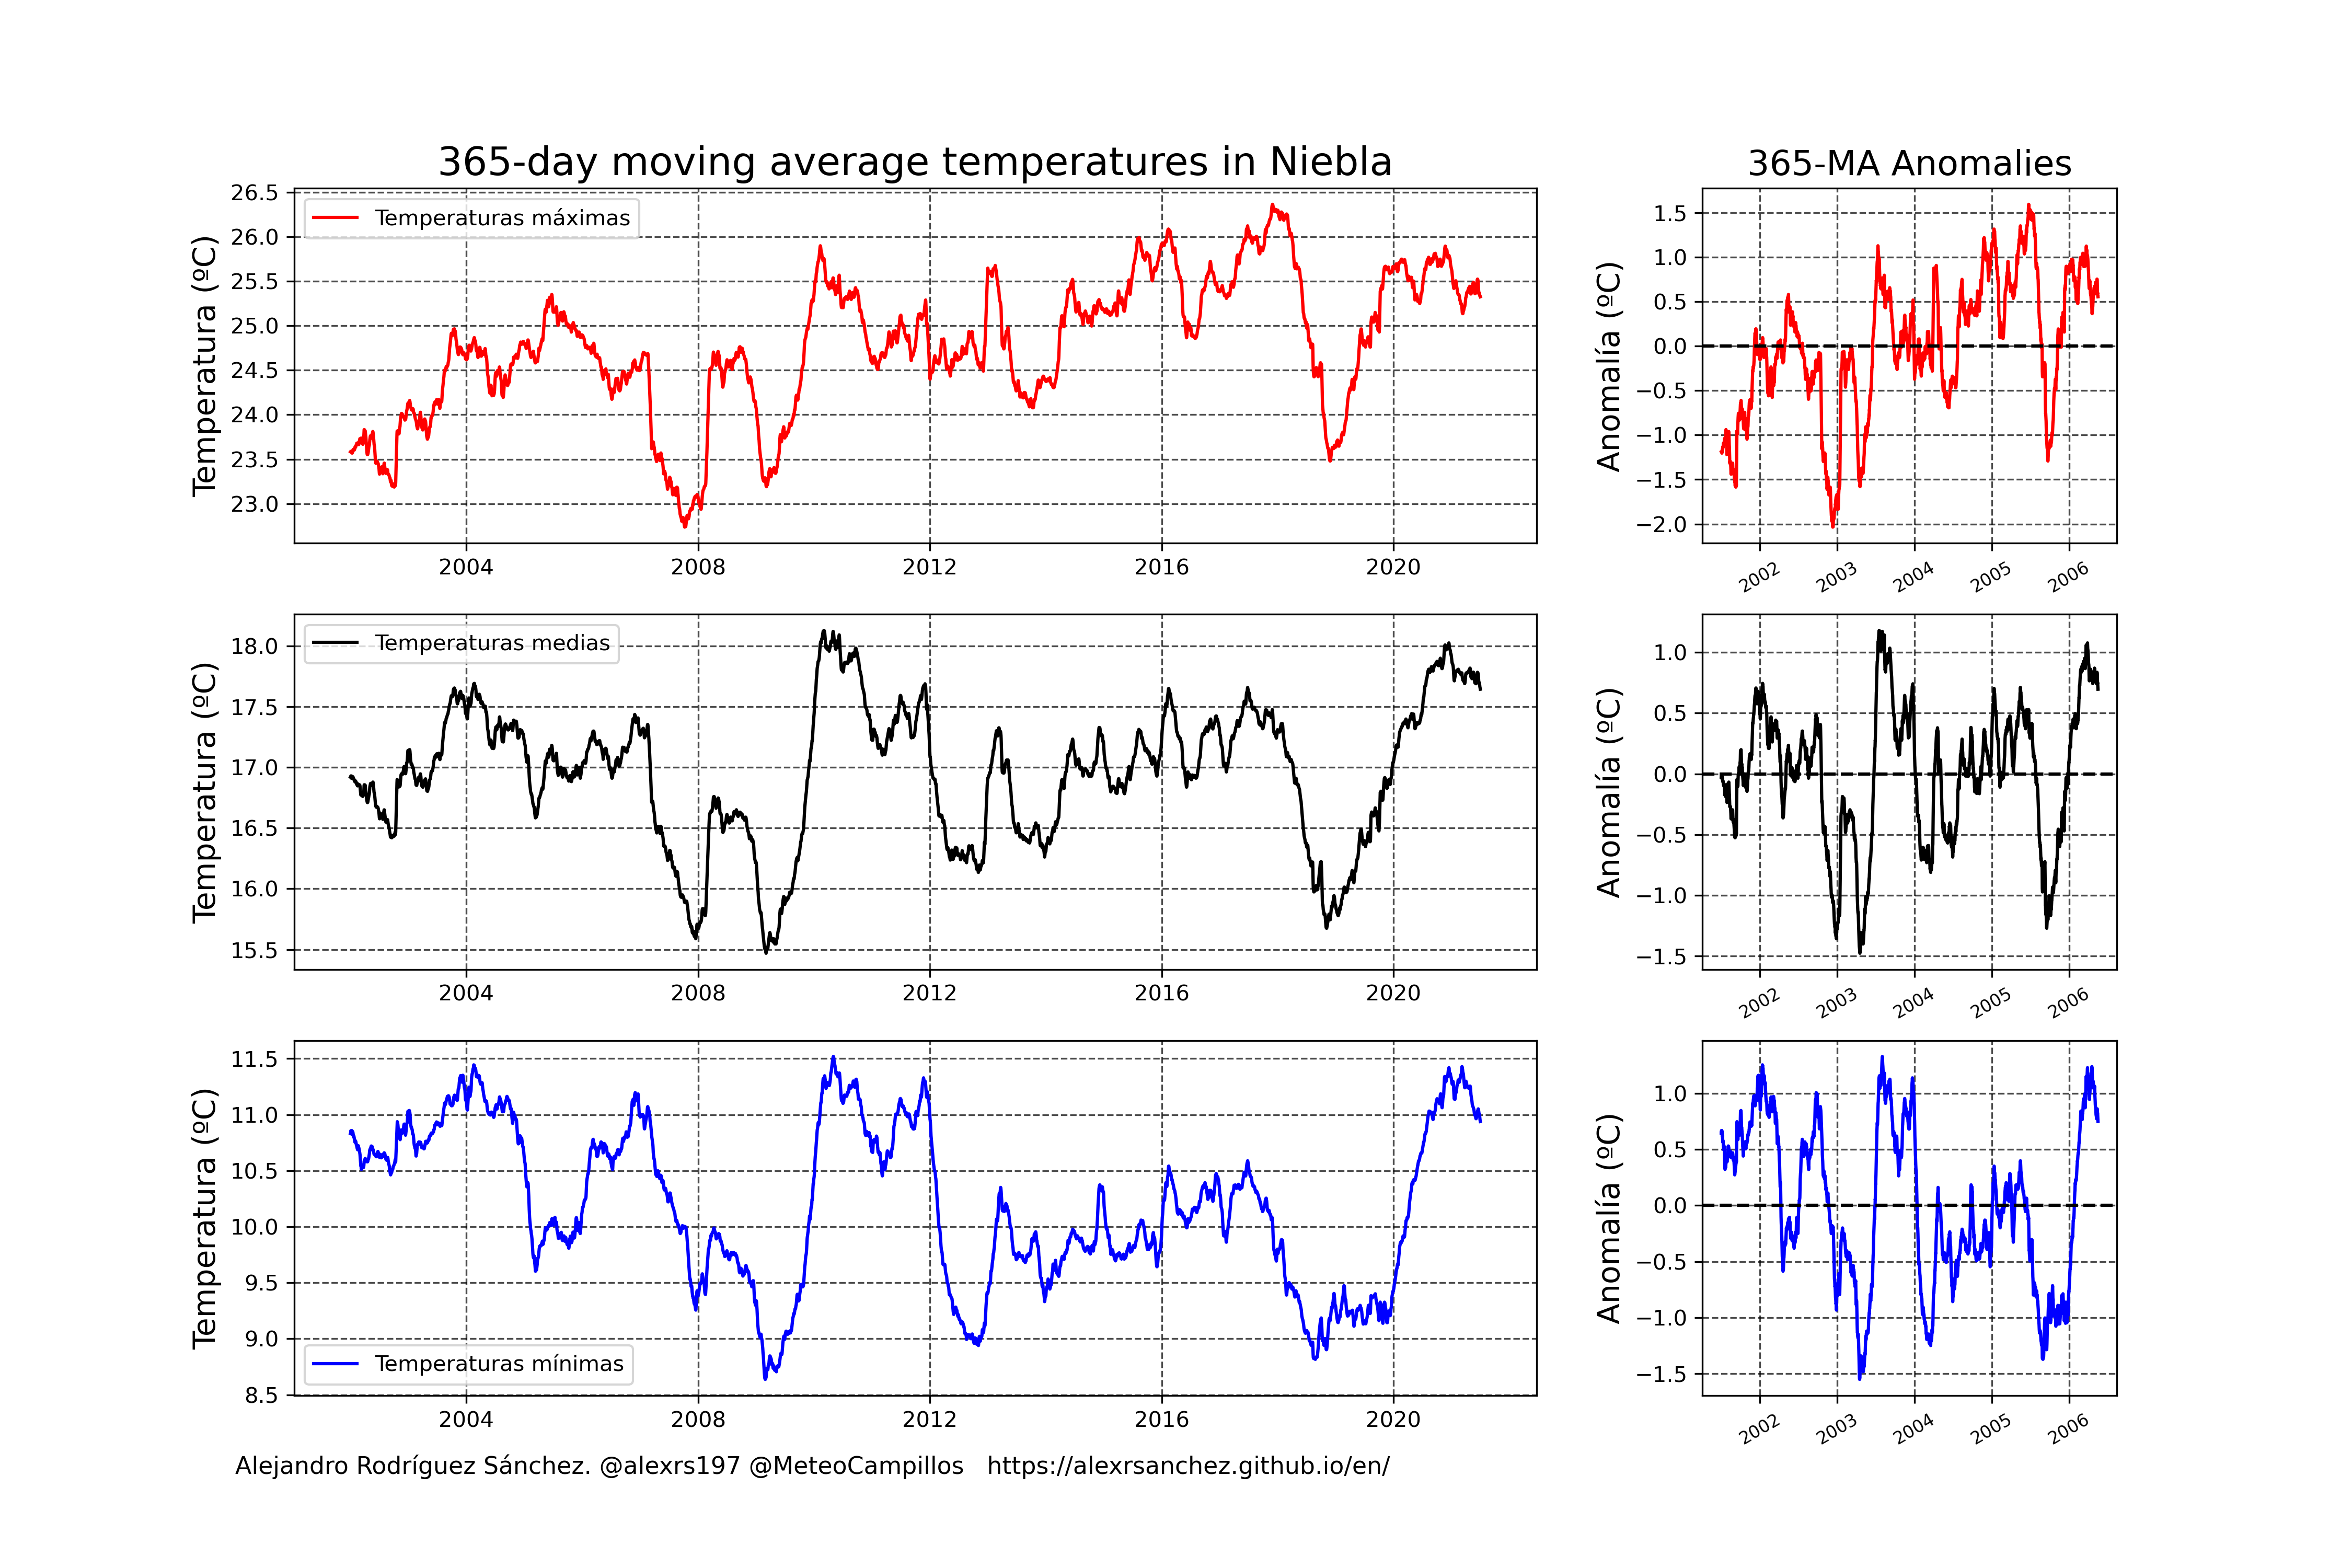 365-day moving average temperatures in Niebla
365-MA Anomalies
26.5
26.0
25.5
25.0
24.5
24.0
23.5
23.0
Temperatura (ºC)
Temperaturas máximas
2004 2008 2012 2016 2020
1.5
1.0
0.5
0.0
−0.5
−1.0
−1.5
−2.0
Anomalía (ºC)
2002 2003 2004 2005 2006
18.0
17.5
17.0
16.5
16.0
15.5
Temperatura (ºC)
Temperaturas medias
2004 2008 2012 2016 2020
1.0
0.5
0.0
−0.5
−1.0
−1.5
Anomalía (ºC)
2002 2003 2004 2005 2006
11.5
11.0
10.5
10.0
9.5
9.0
8.5
Temperatura (ºC)
Temperaturas mínimas
2004 2008 2012 2016 2020
1.0
0.5
0.0
−0.5
−1.0
−1.5
Anomalía (ºC)
2002 2003 2004 2005 2006
Alejandro Rodríguez Sánchez. @alexrs197 @MeteoCampillos https://alexrsanchez.github.io/en/